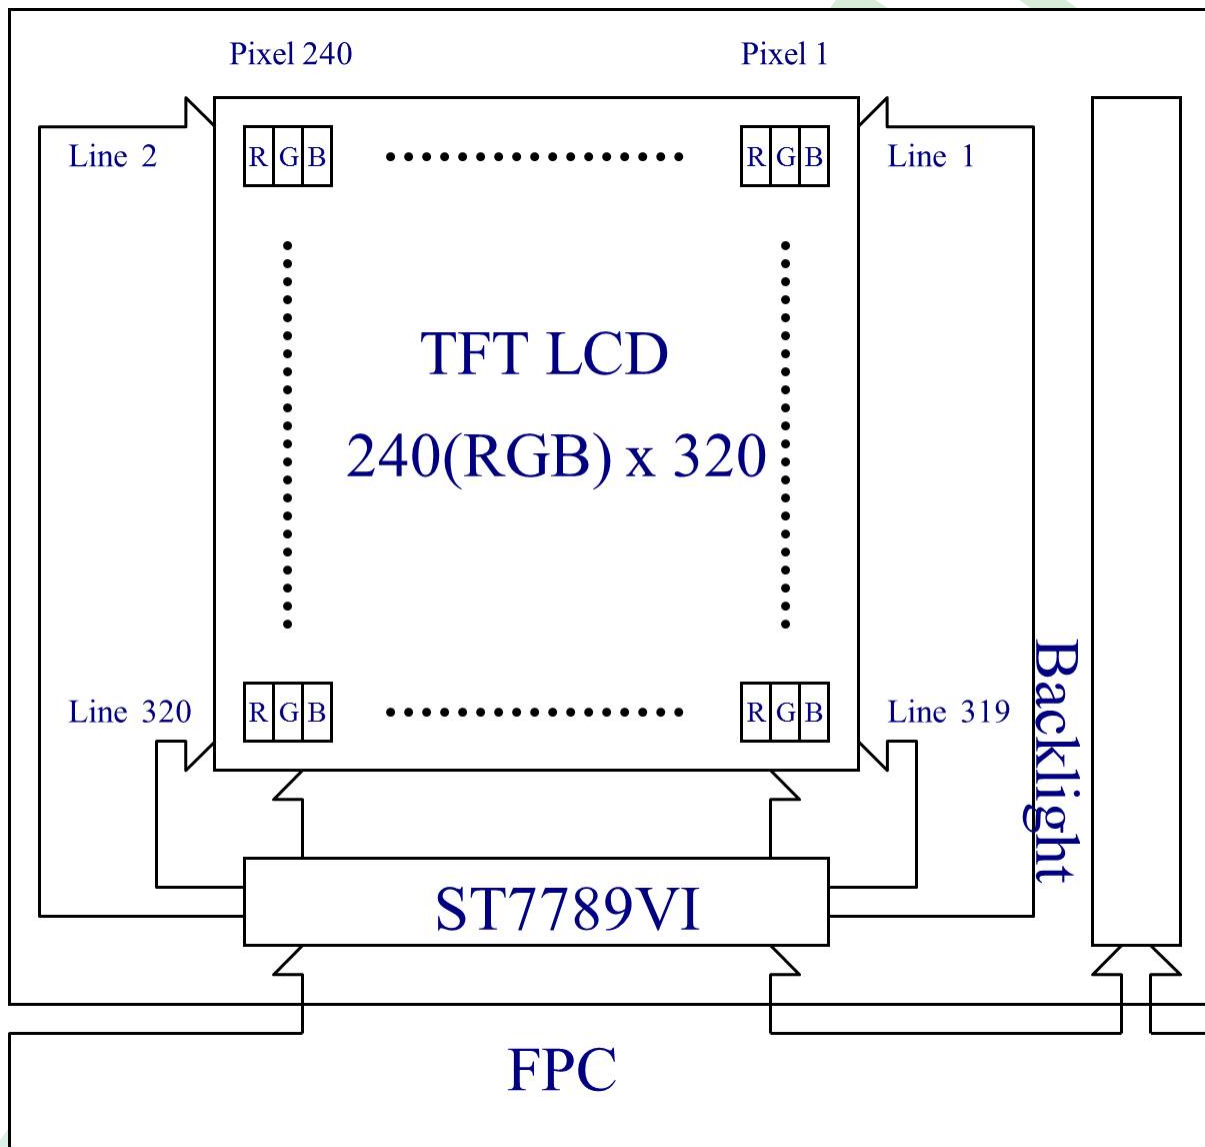 Pixel 240 Pixel 1
Line 2 R G B R G B Line 1
TFT LCD
240(RGB) x 320
Line 320 R G B R G B Line 319
Backlight
ST7789VI
FPC